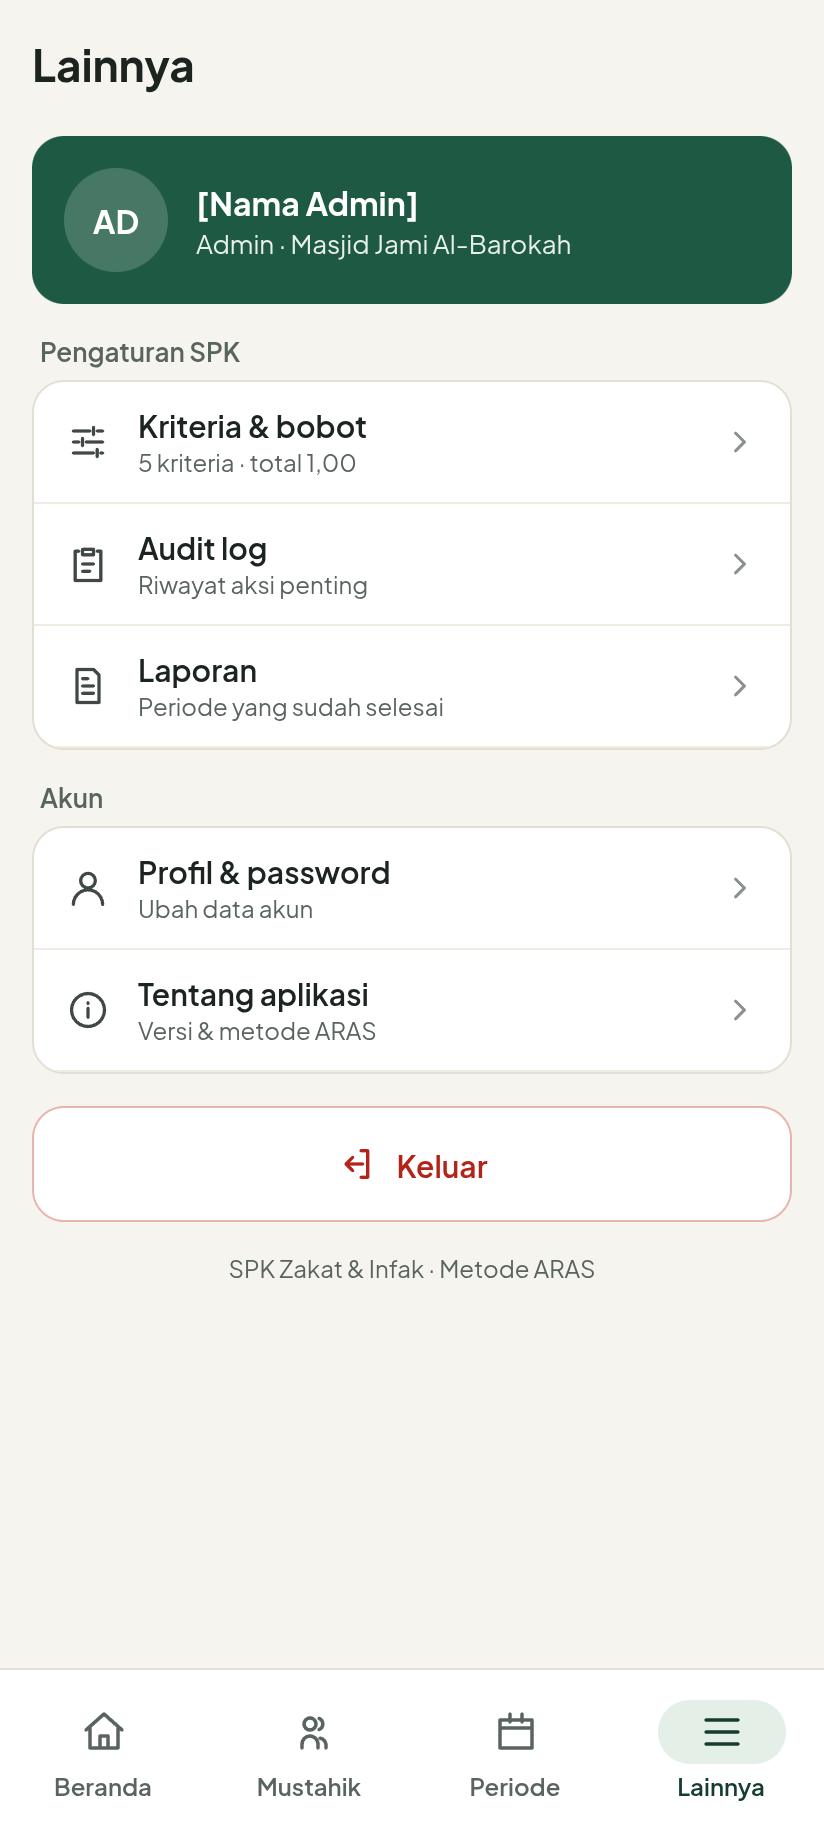 Lainnya
AD
[Nama Admin]
Admin · Masjid Jami Al-Barokah
Pengaturan SPK
Kriteria & bobot
5 kriteria · total 1,00
Audit log
Riwayat aksi penting
Laporan
Periode yang sudah selesai
Akun
Profil & password
Ubah data akun
Tentang aplikasi
Versi & metode ARAS
Keluar
SPK Zakat & Infak · Metode ARAS
Beranda
Mustahik
Periode
Lainnya